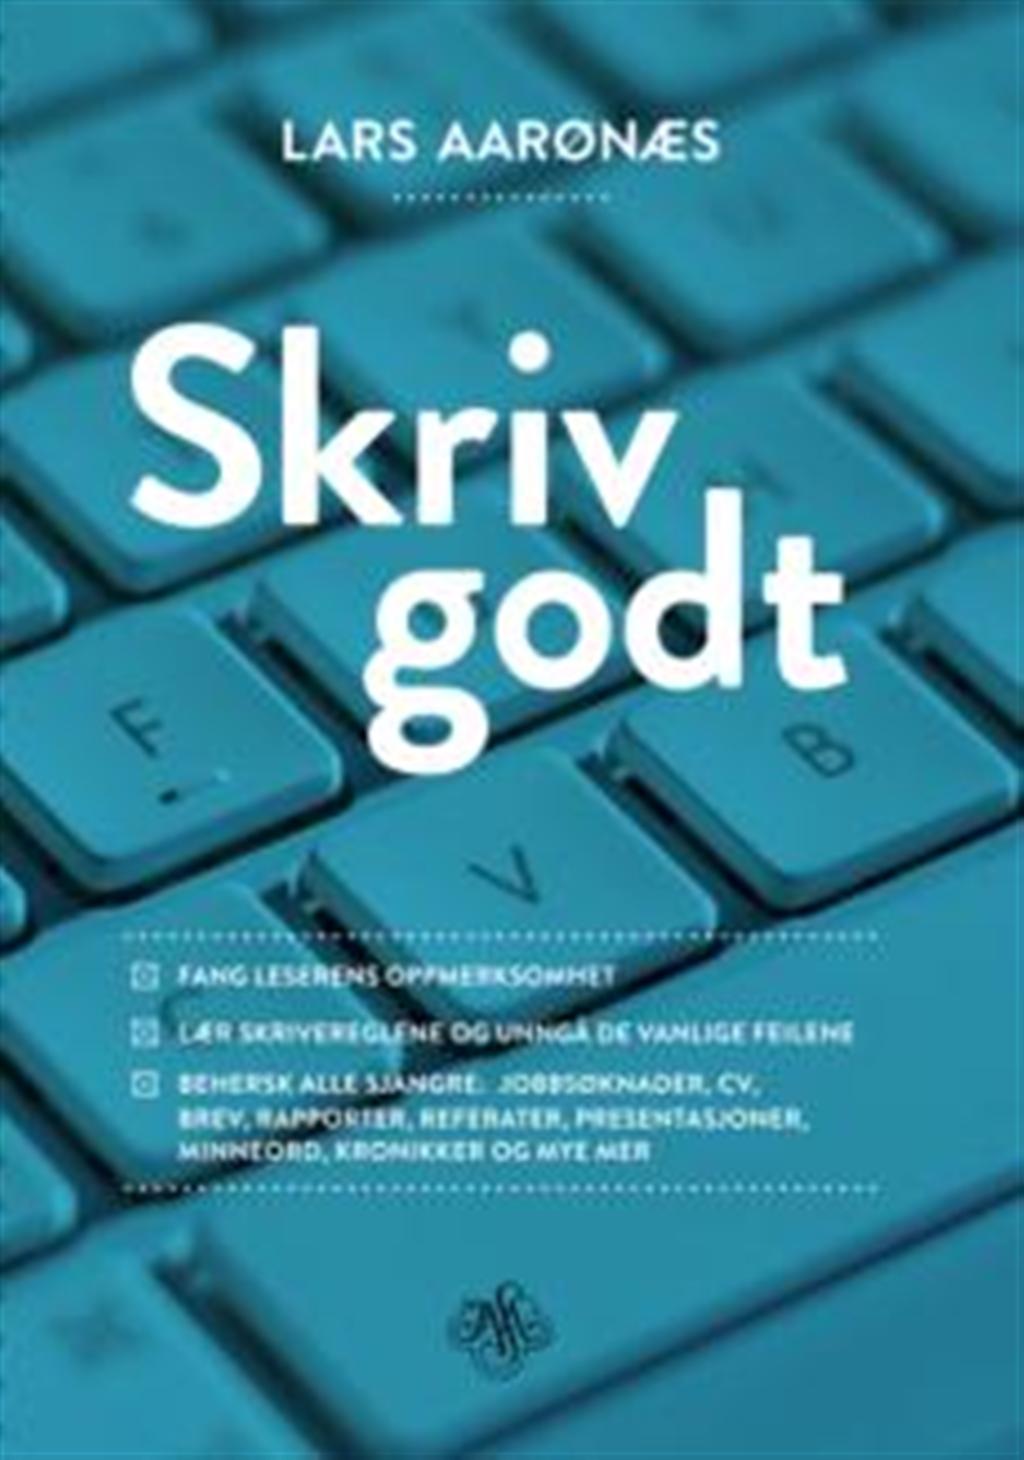 LARS AARØNÆS
Skriv
godt
F
B
V
FANG LESERENS OPPMERKSOMHET
LÆR SKRIVEREGLENE OG UNNGÅ DE VANLIGE FEILENE
BEHERSK ALLE SJANGRE: JOBBSØKNADER, CV,
BREV, RAPPORTER, REFERATER, PRESENTASJONER,
MINNEORD, KRONIKKER OG MYE MER